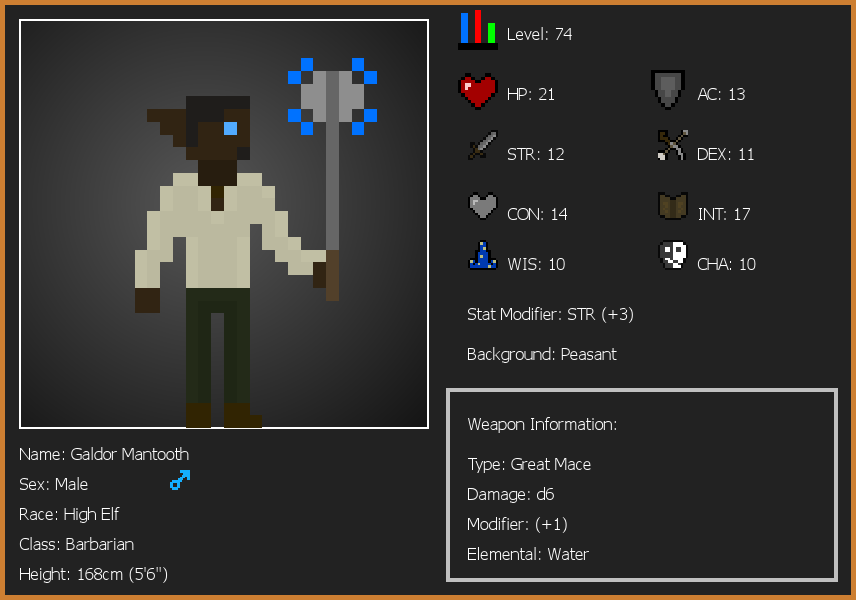 Level: 74
HP: 21
AC: 13
STR: 12
DEX: 11
CON: 14
INT: 17
WIS: 10
CHA: 10
Stat Modifier: STR (+3)
Background: Peasant
Weapon Information:
Type: Great Mace
Damage: d6
Modifier: (+1)
Elemental: Water
Name: Galdor Mantooth
Sex: Male
Race: High Elf
Class: Barbarian
Height: 168cm (5'6")